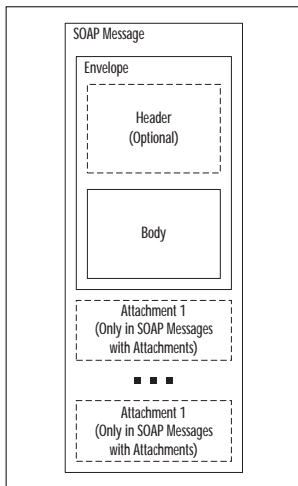 SOAP Message
Envelope
Header
(Optional)
Body
Attachment 1
(Only in SOAP Messages
with Attachments)
Attachment 1
(Only in SOAP Messages
with Attachments)